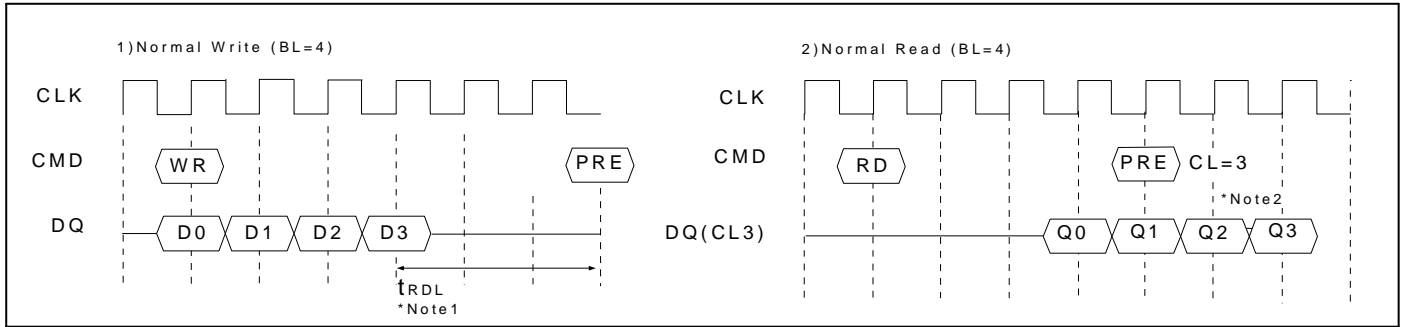 1)Normal Write (BL=4)
CLK
CMD
WR
PRE
DQ
D0 D1 D2 D3
tRDL
*Note1
2)Normal Read (BL=4)
CLK
CMD
RD
PRE CL=3
*Note2
DQ(CL3)
Q0 Q1 Q2 Q3